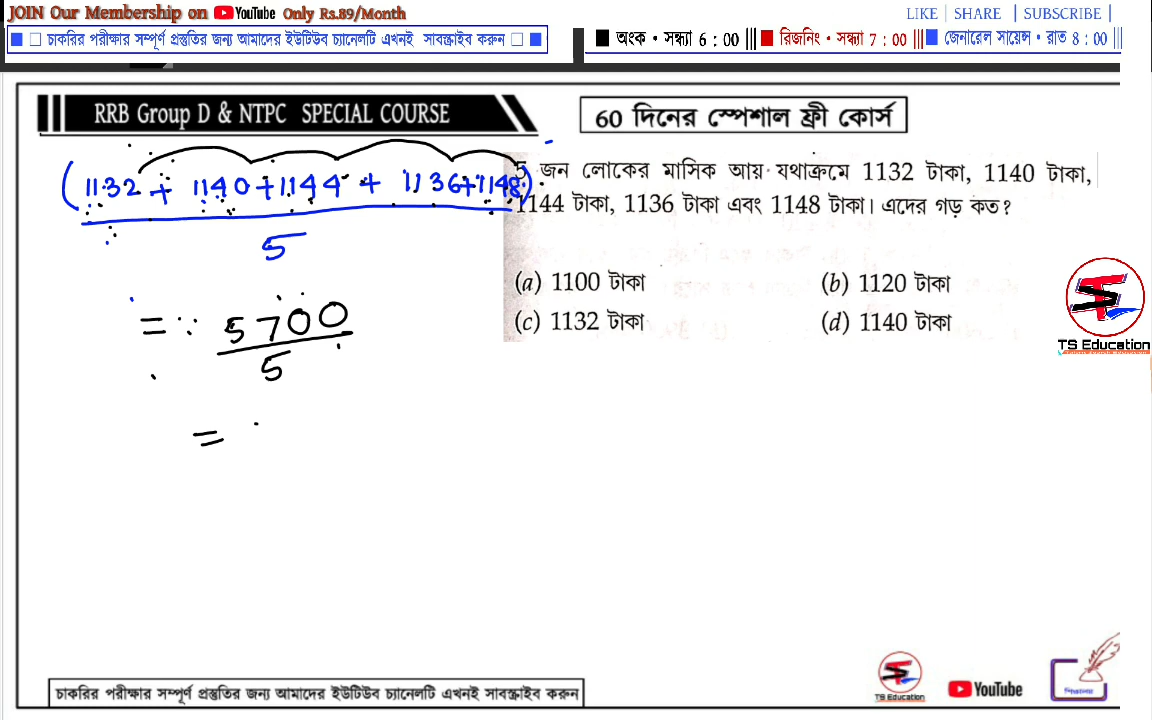 JOIN Our Membership on YouTube Only Rs.89/Month
LIKE | SHARE | SUBSCRIBE |
■ □ চাকরির পরীক্ষার সম্পূর্ণ প্রস্তুতির জন্য আমাদের ইউটিউব চ্যানেলটি এখনই সাবস্ক্রাইব করুন □ ■
■ অংক • সন্ধ্যা 6 : 00 ||| ■ রিজনিং • সন্ধ্যা 7 : 00 ||| ■ জেনারেল সায়েন্স • রাত 8 : 00 |||
RRB Group D & NTPC SPECIAL COURSE
60 দিনের স্পেশাল ফ্রী কোর্স
(1132 + 1140 + 1144 + 1136 + 1148)
5
5 জন লোকের মাসিক আয় যথাক্রমে 1132 টাকা, 1140 টাকা,
1144 টাকা, 1136 টাকা এবং 1148 টাকা। এদের গড় কত?
(a) 1100 টাকা
(b) 1120 টাকা
(c) 1132 টাকা
(d) 1140 টাকা
= 5700
5
=
TS Education
চাকরির পরীক্ষার সম্পূর্ণ প্রস্তুতির জন্য আমাদের ইউটিউব চ্যানেলটি এখনই সাবস্ক্রাইব করুন
TS Education
YouTube